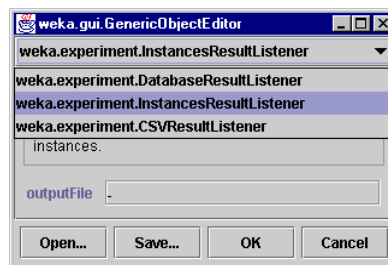 weka.gui.GenericObjectEditor
weka.experiment.InstancesResultListener
weka.experiment.DatabaseResultListener
weka.experiment.InstancesResultListener
weka.experiment.CSVResultListener
instances.
outputFile -
Open... Save... OK Cancel